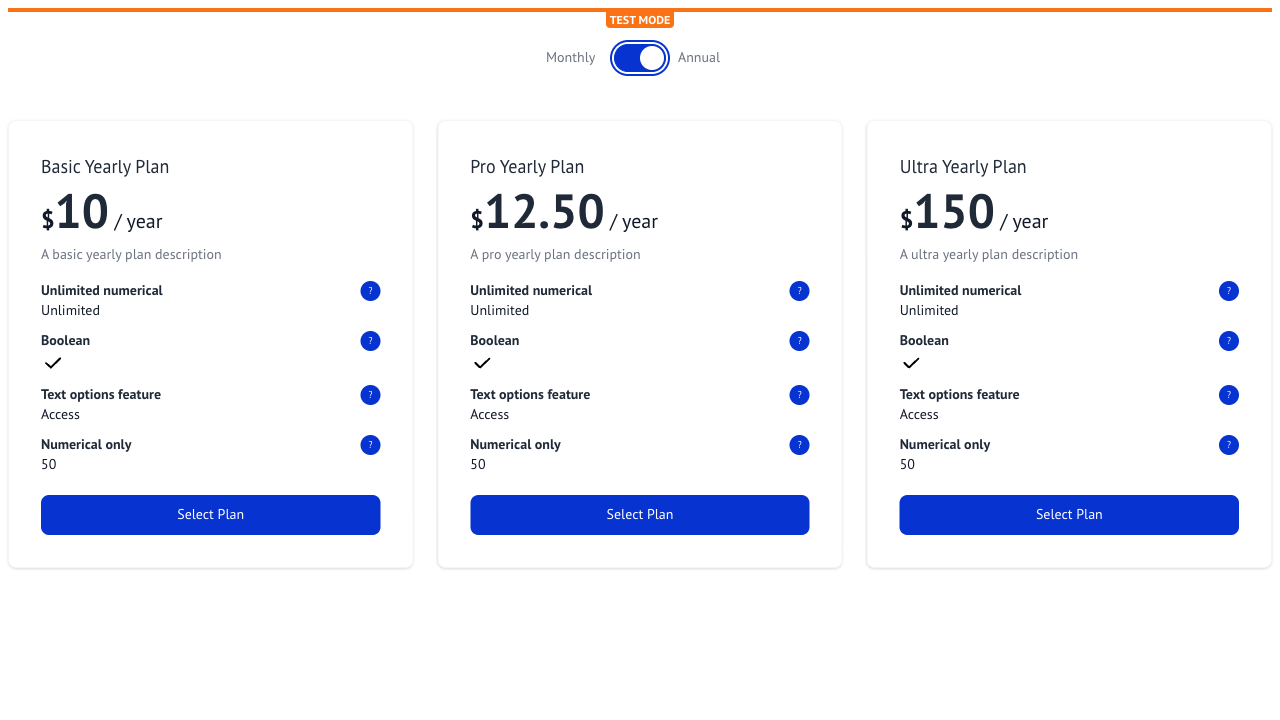 TEST MODE
Monthly Annual
Basic Yearly Plan
$10 / year
A basic yearly plan description
Unlimited numerical ?
Unlimited
Boolean ?
Text options feature ?
Access
Numerical only ?
50
Select Plan
Pro Yearly Plan
$12.50 / year
A pro yearly plan description
Unlimited numerical ?
Unlimited
Boolean ?
Text options feature ?
Access
Numerical only ?
50
Select Plan
Ultra Yearly Plan
$150 / year
A ultra yearly plan description
Unlimited numerical ?
Unlimited
Boolean ?
Text options feature ?
Access
Numerical only ?
50
Select Plan